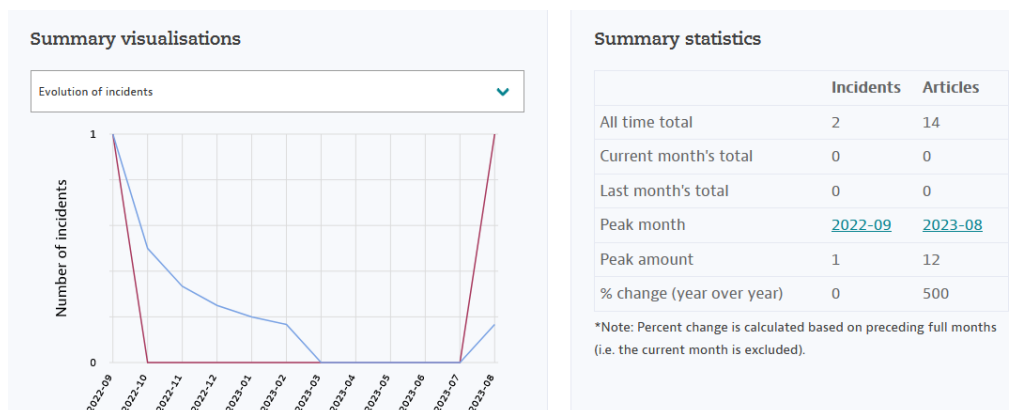 Summary visualisations
Evolution of incidents
Number of incidents
1
0
2022-09
2022-10
2022-11
2022-12
2023-01
2023-02
2023-03
2023-04
2023-05
2023-06
2023-07
2023-08
Summary statistics
Incidents Articles
All time total 2 14
Current month's total 0 0
Last month's total 0 0
Peak month 2022-09 2023-08
Peak amount 1 12
% change (year over year) 0 500
*Note: Percent change is calculated based on preceding full months
(i.e. the current month is excluded).